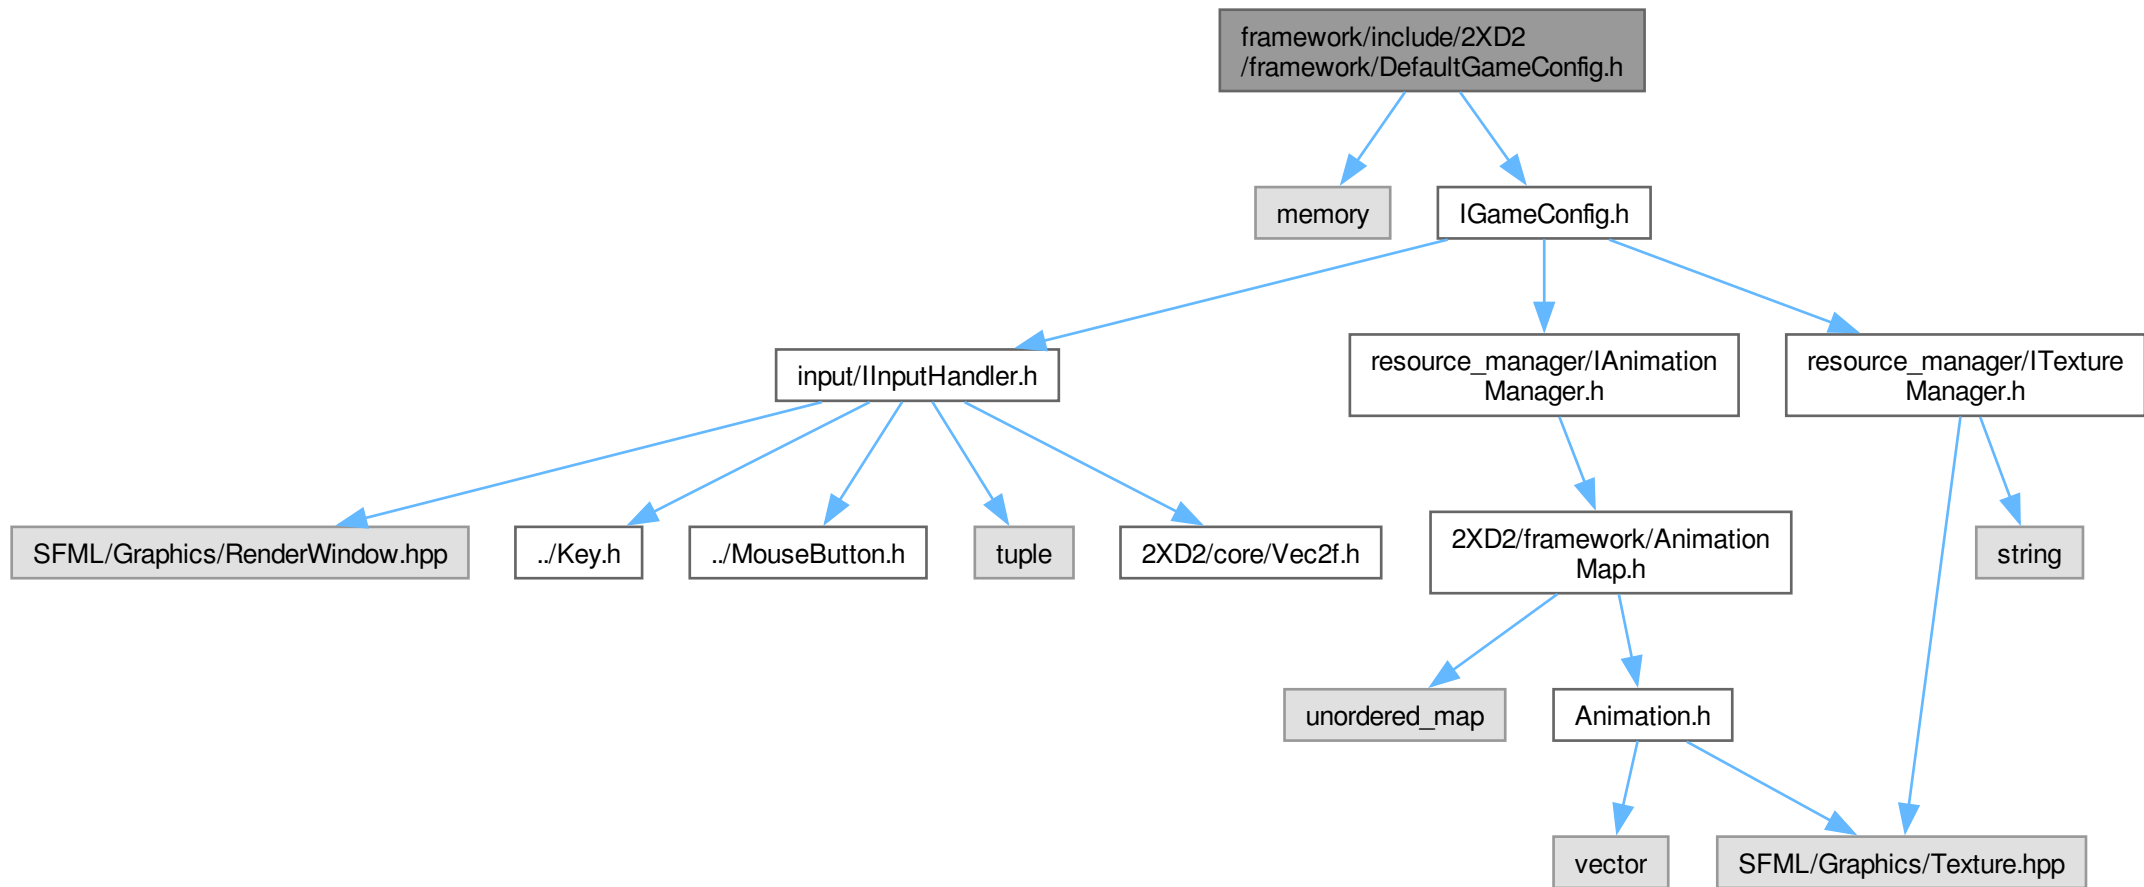 framework/include/2XD2
/framework/DefaultGameConfig.h
memory
IGameConfig.h
input/IInputHandler.h
resource_manager/IAnimation
Manager.h
resource_manager/ITexture
Manager.h
SFML/Graphics/RenderWindow.hpp
../Key.h
../MouseButton.h
tuple
2XD2/core/Vec2f.h
2XD2/framework/Animation
Map.h
string
unordered_map
Animation.h
vector
SFML/Graphics/Texture.hpp